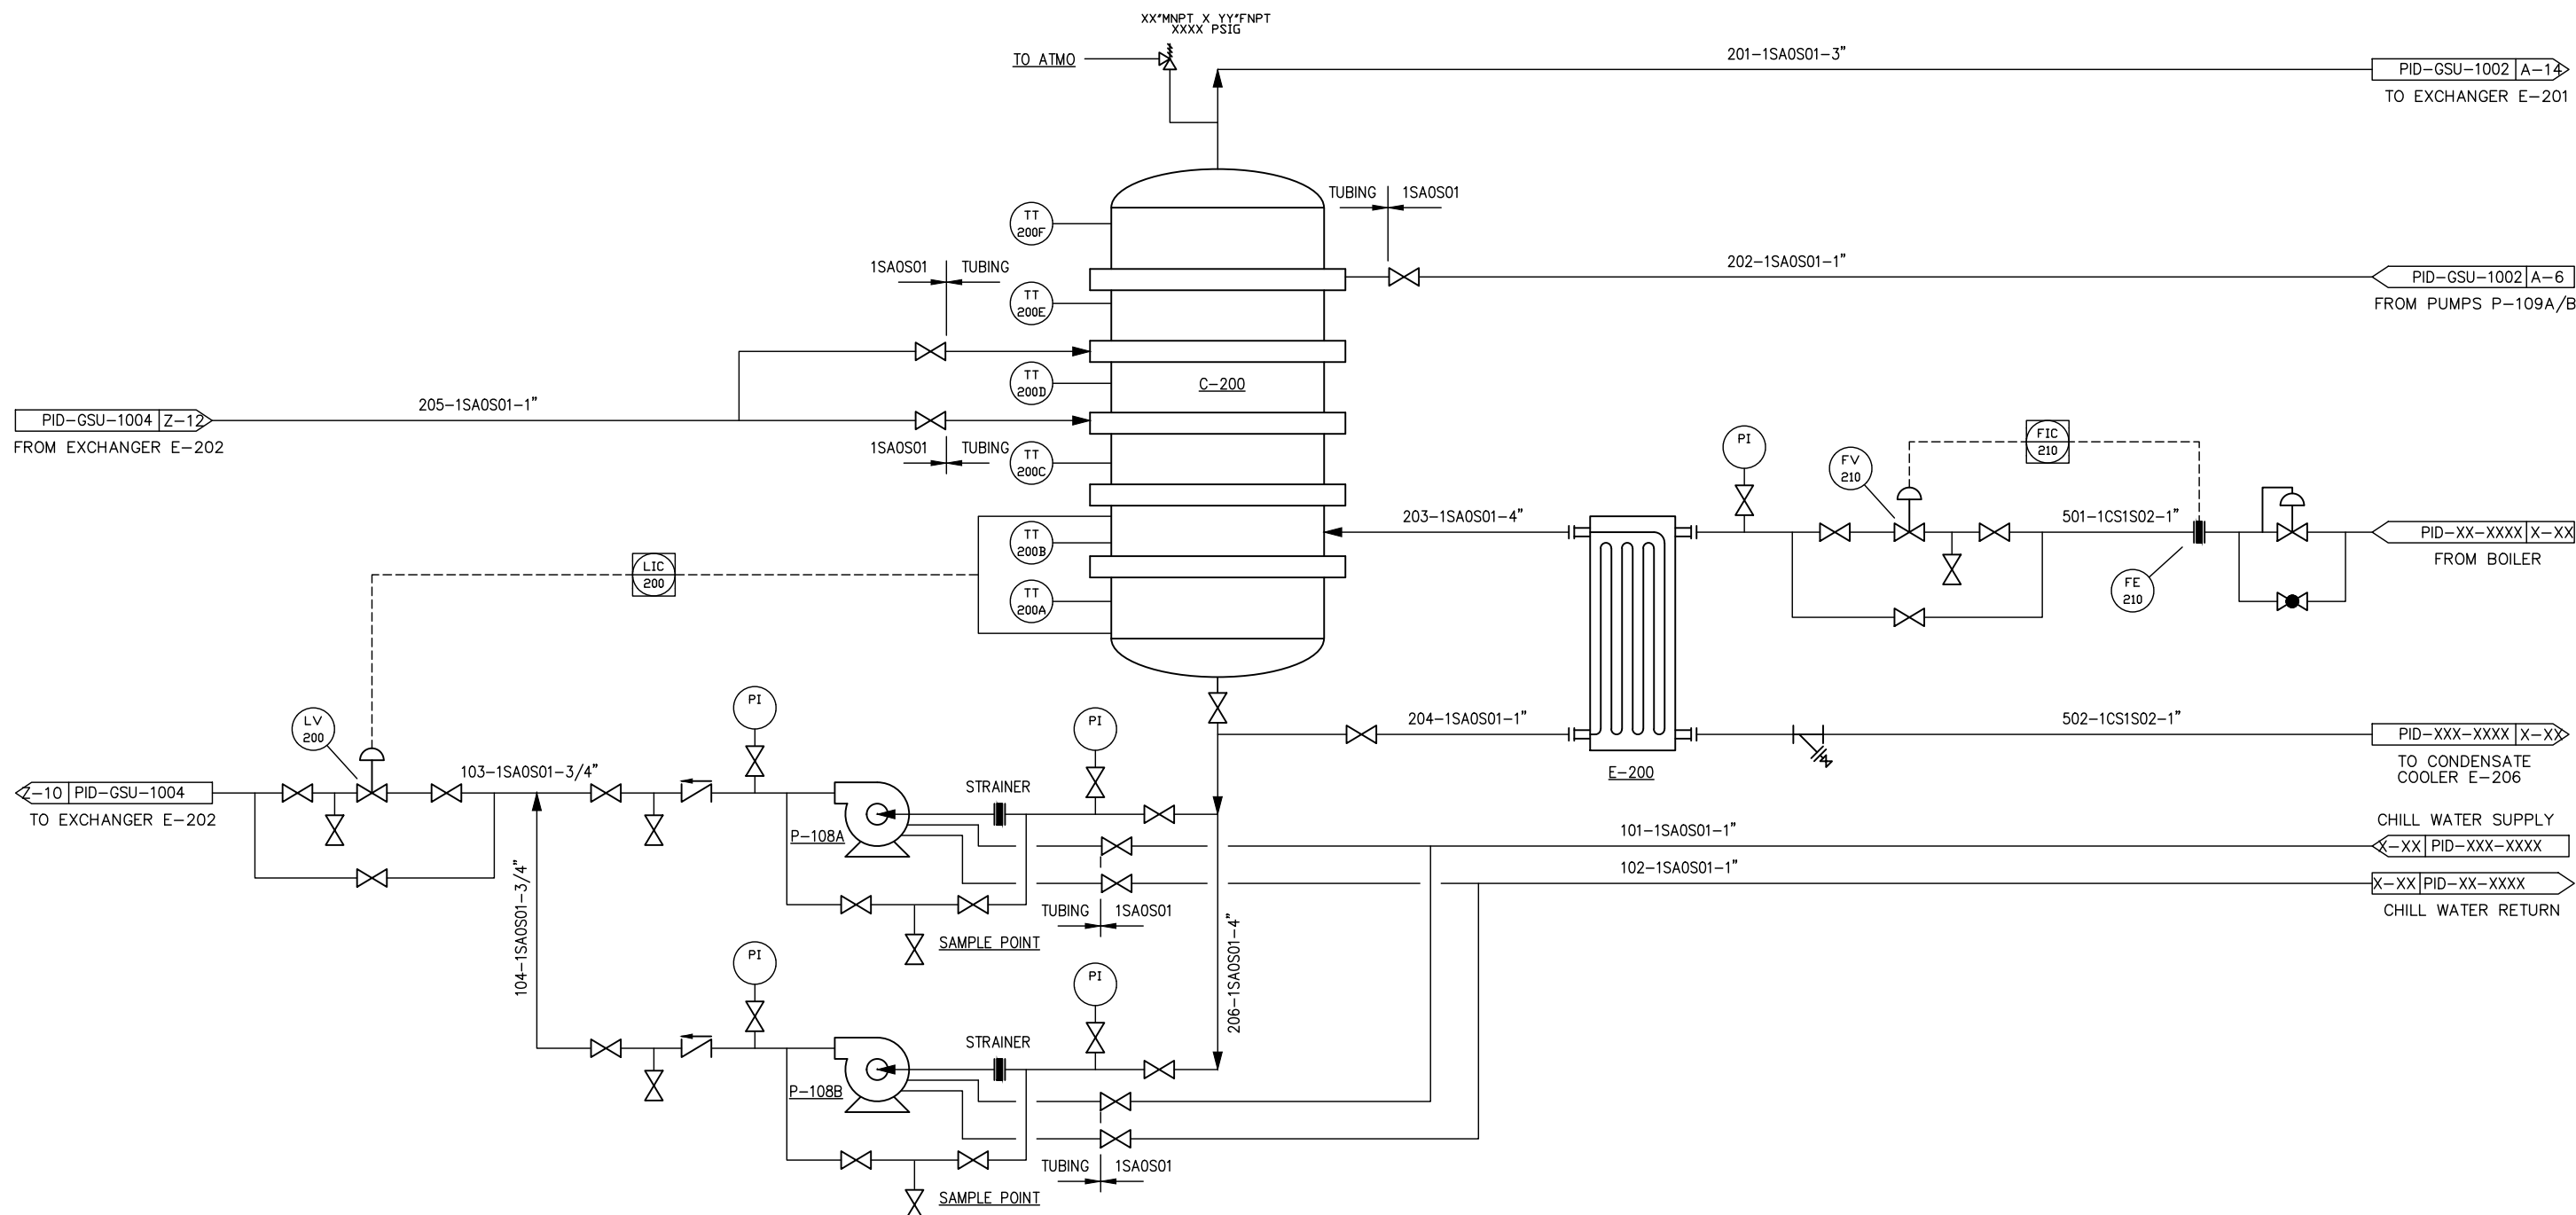 XX"MNPT X YY"FNPT
XXXX PSIG
TO ATMO
201-1SA0S01-3"
PID-GSU-1002 A-14
TO EXCHANGER E-201
TUBING 1SA0S01
TT
200F
1SA0S01 TUBING
202-1SA0S01-1"
PID-GSU-1002 A-6
FROM PUMPS P-109A/B
TT
200E
TT
200D
C-200
205-1SA0S01-1"
PID-GSU-1004 Z-12
FROM EXCHANGER E-202
1SA0S01 TUBING
TT
200C
PI
FV
210
FIC
210
203-1SA0S01-4"
501-1CS1S02-1"
PID-XX-XXXX X-XX
FROM BOILER
TT
200B
LIC
200
TT
200A
FE
210
PI
LV
200
PI
204-1SA0S01-1"
502-1CS1S02-1"
PID-XXX-XXXX X-XX
TO CONDENSATE
COOLER E-206
E-200
103-1SA0S01-3/4"
Z-10 PID-GSU-1004
TO EXCHANGER E-202
STRAINER
P-108A
CHILL WATER SUPPLY
101-1SA0S01-1"
X-XX PID-XXX-XXXX
102-1SA0S01-1"
X-XX PID-XX-XXXX
CHILL WATER RETURN
TUBING 1SA0S01
SAMPLE POINT
104-1SA0S01-3/4"
206-1SA0S01-4"
PI
PI
STRAINER
P-108B
TUBING 1SA0S01
SAMPLE POINT